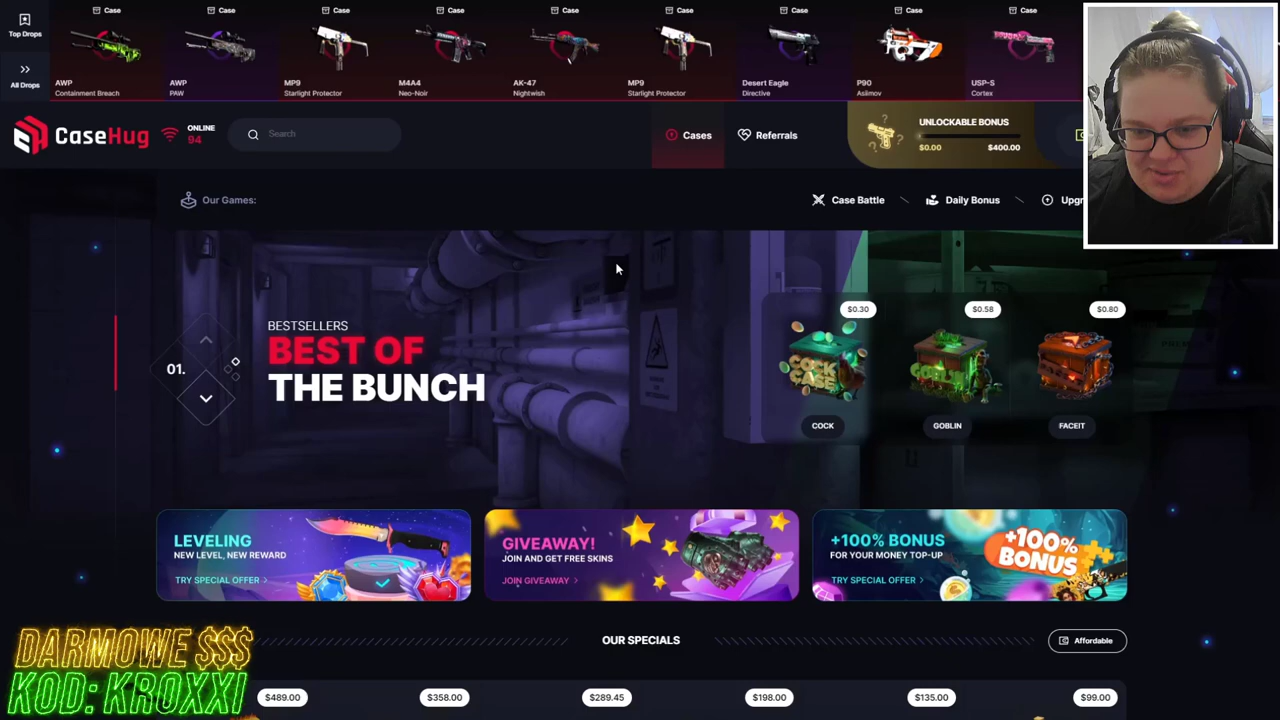 Top Drops
All Drops
Case
AWP
Containment Breach
Case
AWP
PAW
Case
MP9
Starlight Protector
Case
M4A4
Neo-Noir
Case
AK-47
Nightwish
Case
MP9
Starlight Protector
Case
Desert Eagle
Directive
Case
P90
Asiimov
Case
USP-S
Cortex
CaseHug
ONLINE
94
Search
Cases
Referrals
UNLOCKABLE BONUS
$0.00
$400.00
Our Games:
Case Battle
Daily Bonus
Upg
01.
BESTSELLERS
BEST OF
THE BUNCH
$0.30
COCK
CASE
COCK
$0.58
GOBLIN
$0.80
FACEIT
LEVELING
NEW LEVEL, NEW REWARD
TRY SPECIAL OFFER
GIVEAWAY!
JOIN AND GET FREE SKINS
JOIN GIVEAWAY
+100% BONUS
FOR YOUR MONEY TOP-UP
TRY SPECIAL OFFER
+100%
BONUS
OUR SPECIALS
Affordable
DARMOWE $$$
KOD: KROXXI
$489.00
$358.00
$289.45
$198.00
$135.00
$99.00